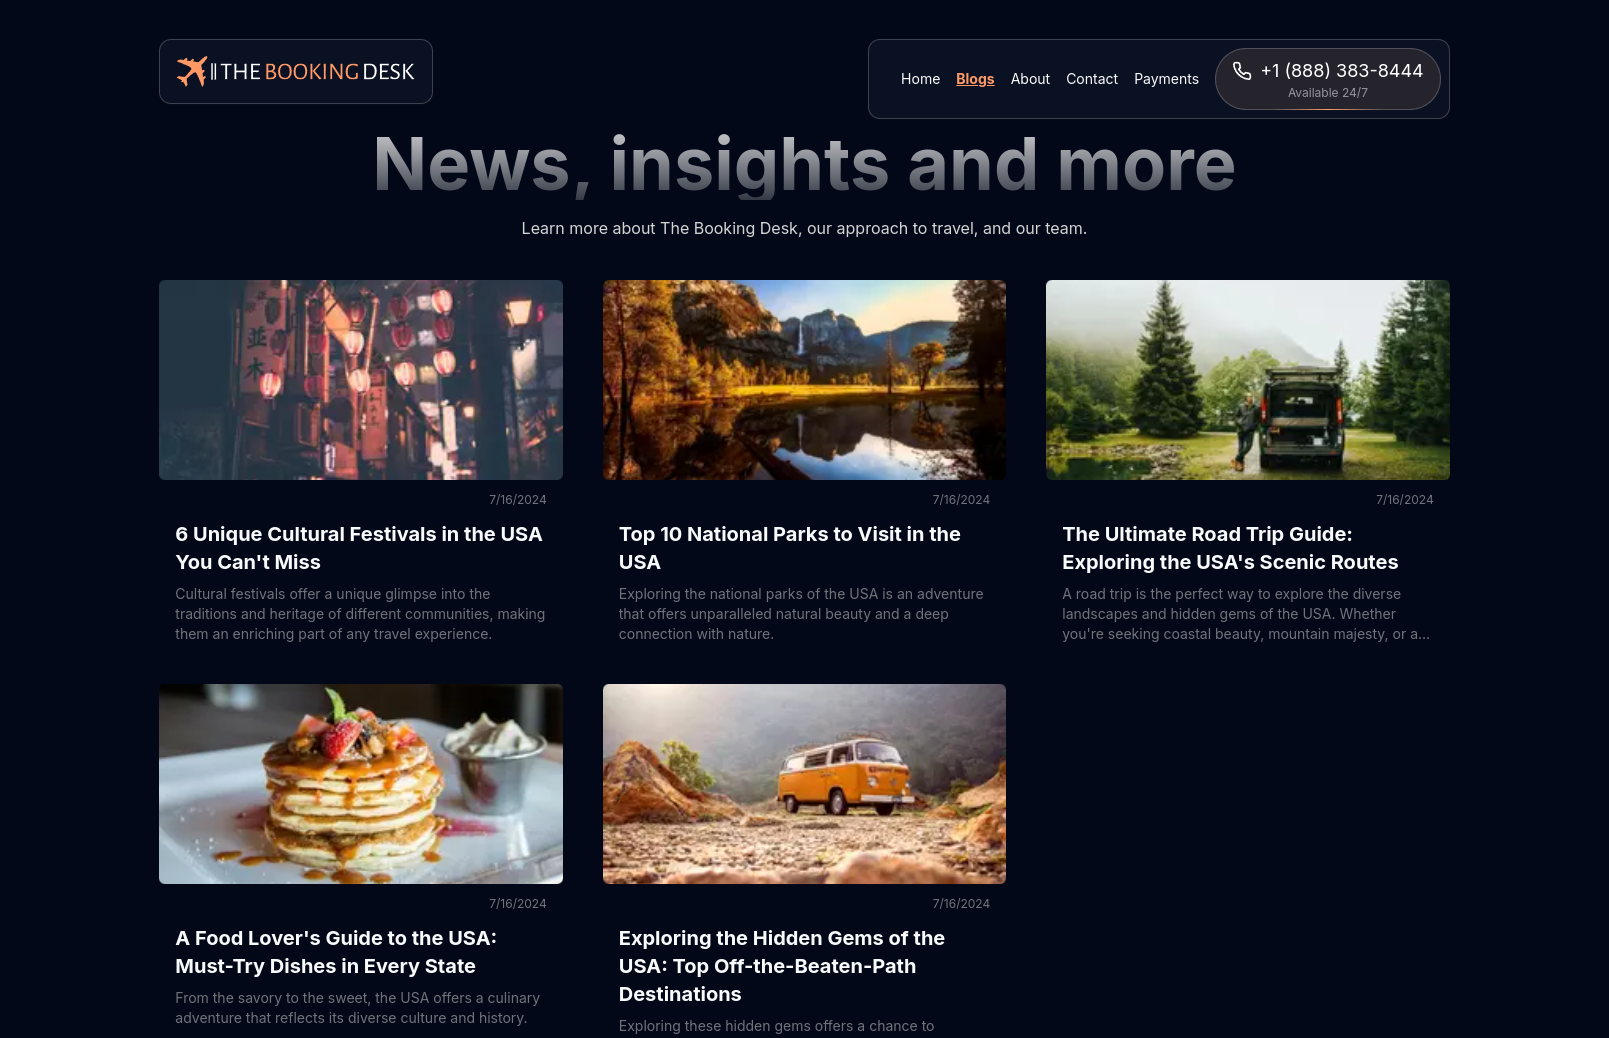 THE BOOKING DESK
Home Blogs About Contact Payments
+1 (888) 383-8444
Available 24/7
News, insights and more
Learn more about The Booking Desk, our approach to travel, and our team.
並
木
7/16/2024
6 Unique Cultural Festivals in the USA
You Can't Miss
Cultural festivals offer a unique glimpse into the
traditions and heritage of different communities, making
them an enriching part of any travel experience.
7/16/2024
Top 10 National Parks to Visit in the
USA
Exploring the national parks of the USA is an adventure
that offers unparalleled natural beauty and a deep
connection with nature.
7/16/2024
The Ultimate Road Trip Guide:
Exploring the USA's Scenic Routes
A road trip is the perfect way to explore the diverse
landscapes and hidden gems of the USA. Whether
you're seeking coastal beauty, mountain majesty, or a...
7/16/2024
A Food Lover's Guide to the USA:
Must-Try Dishes in Every State
From the savory to the sweet, the USA offers a culinary
adventure that reflects its diverse culture and history.
7/16/2024
Exploring the Hidden Gems of the
USA: Top Off-the-Beaten-Path
Destinations
Exploring these hidden gems offers a chance to